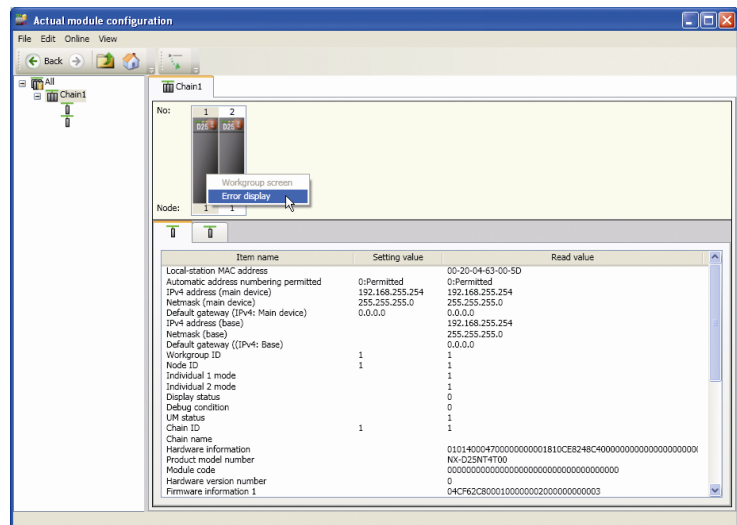 Actual module configuration
File Edit Online View
Back
All
Chain1
Chain1
No: 1 2
D25 D25
Workgroup screen
Error display
Node: 1 1
Item name Setting value Read value
Local-station MAC address 00-20-04-63-00-5D
Automatic address numbering permitted 0:Permitted 0:Permitted
IPv4 address (main device) 192.168.255.254 192.168.255.254
Netmask (main device) 255.255.255.0 255.255.255.0
Default gateway (IPv4: Main device) 0.0.0.0 0.0.0.0
IPv4 address (base) 192.168.255.254
Netmask (base) 255.255.255.0
Default gateway ((IPv4: Base) 0.0.0.0
Workgroup ID 1 1
Node ID 1 1
Individual 1 mode 1
Individual 2 mode 1
Display status 0
Debug condition 0
UM status 1
Chain ID 1 1
Chain name
Hardware information
Product model number NX-D25NT4T00
Module code
Hardware version number 0
Firmware information 1